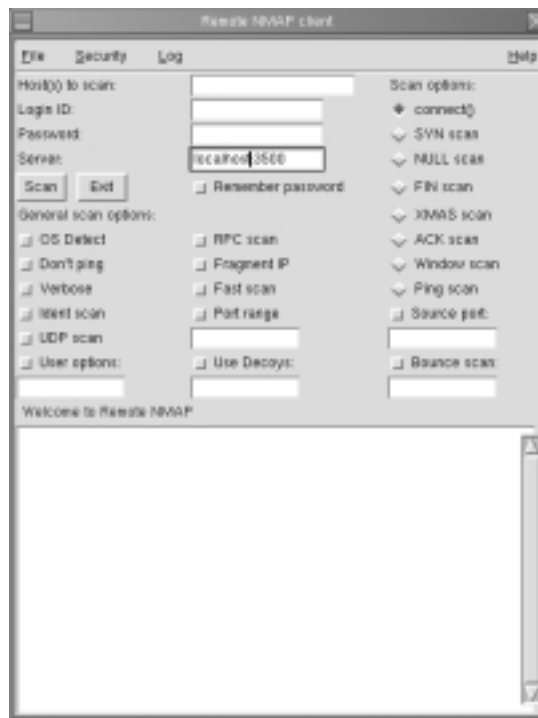 Remote NMAP client
File Security Log Help
Host(s) to scan: Scan options:
Login ID: connect()
Password: SYN scan
Server: localhost:3500 NULL scan
Scan Exit Remember password FIN scan
General scan options: XMAS scan
OS Detect RPC scan ACK scan
Don't ping Fragment IP Window scan
Verbose Fast scan Ping scan
Ident scan Port range Source port:
UDP scan
User options: Use Decoys: Bounce scan:
Welcome to Remote NMAP